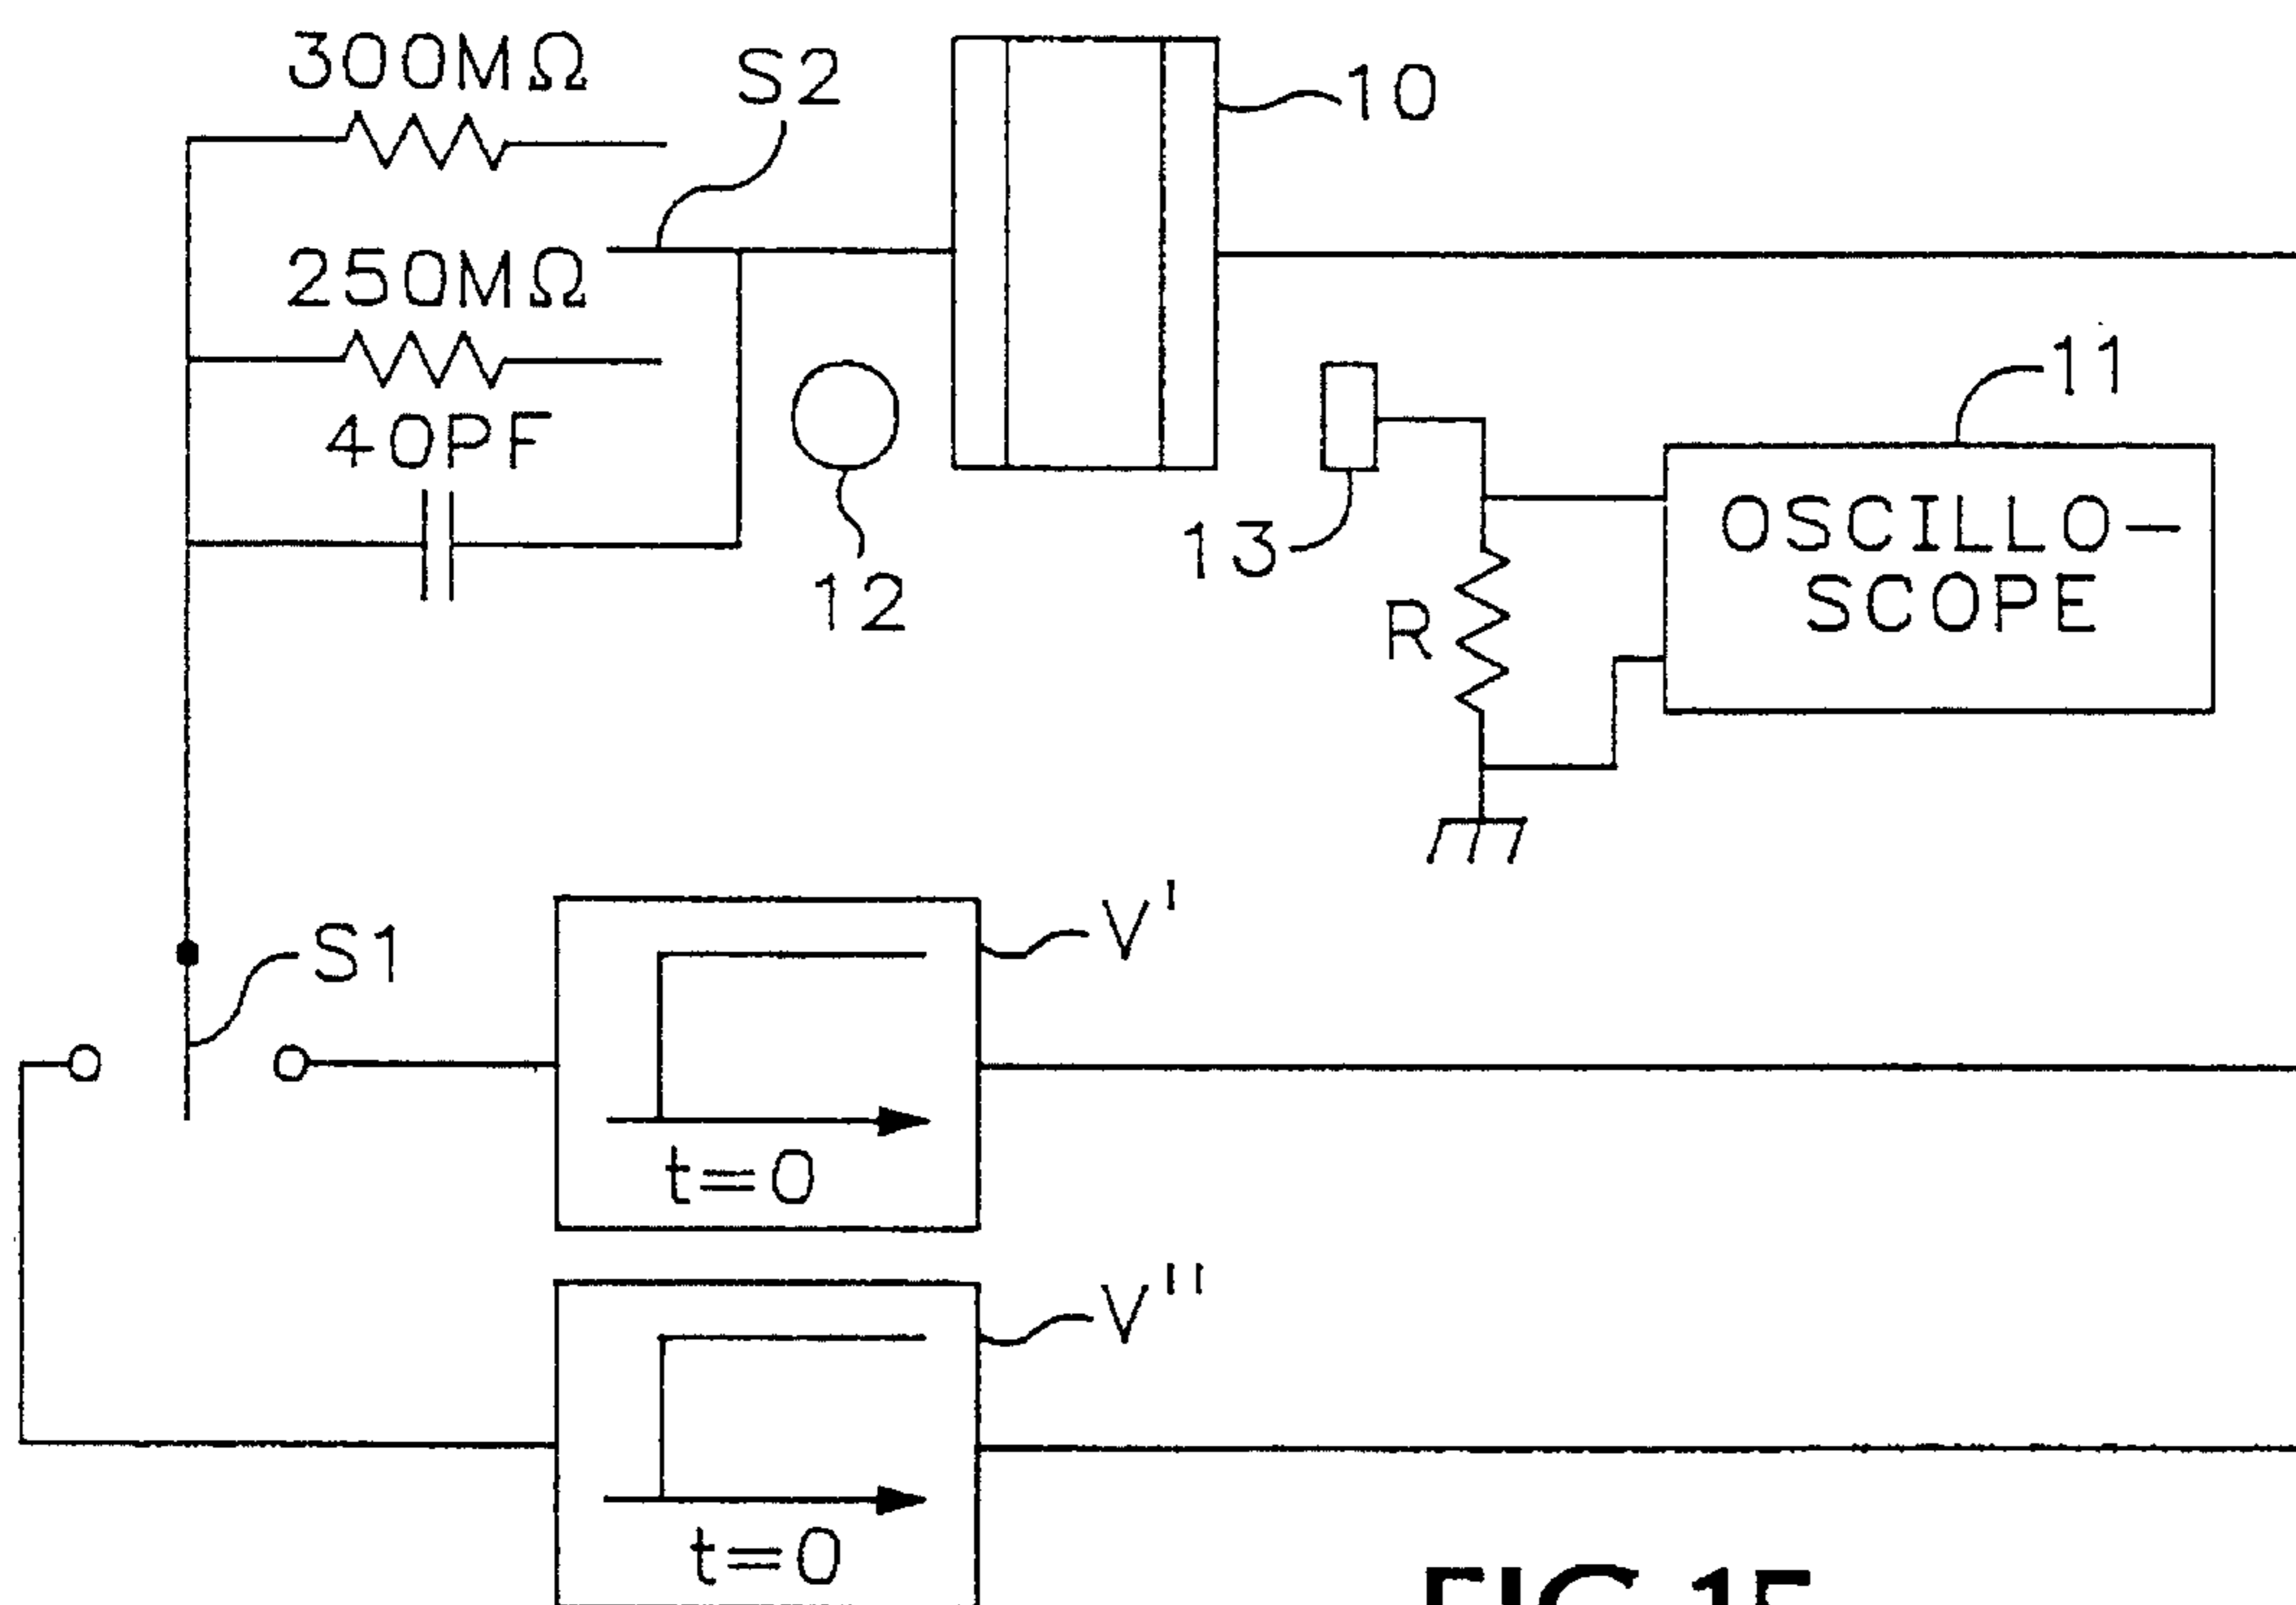 300MΩ
S2
10
250MΩ
40PF
11
OSCILLO-
SCOPE
13
12
R
V'
S1
t=0
V"
t=0
FIG.15